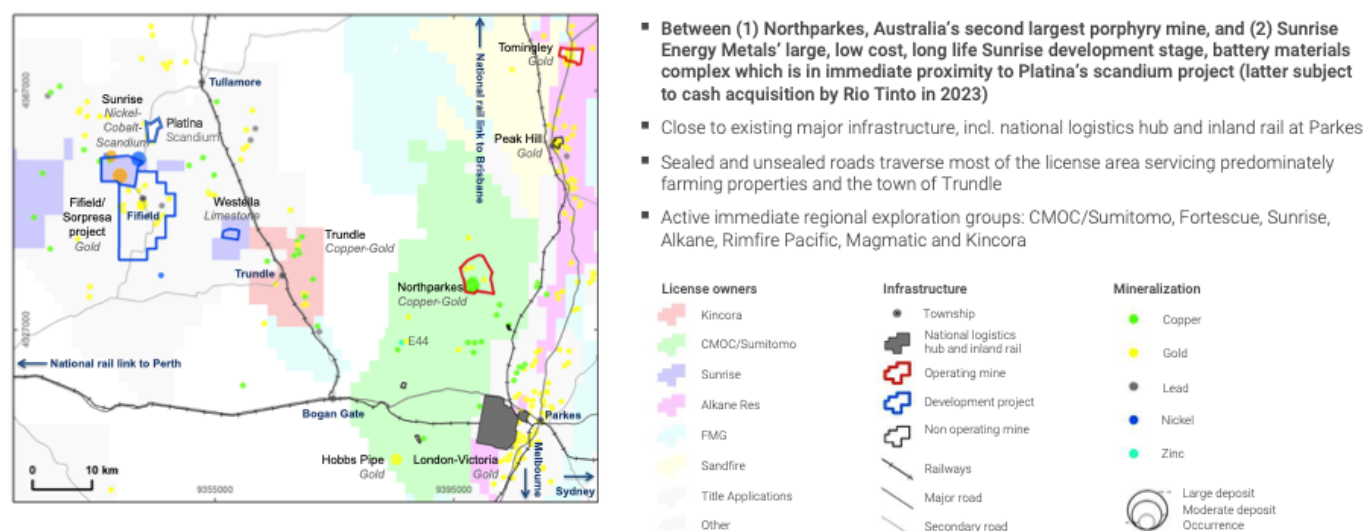 Tomingley
Gold
National rail link to Brisbane
Tullamore
4587000
Sunrise
Nickel-
Cobalt-
Scandium
Platina
Scandium
Peak Hill
Gold
Fifield/
Sorpresa
project
Gold
Fifield
Westella
Limestone
Trundle
Copper-Gold
Trundle
Northparkes
Copper-Gold
4527000
E44
National rail link to Perth
Bogan Gate
Parkes
Hobbs Pipe
Gold
London-Victoria
Gold
Melbourne
Sydney
0 10 km
9355000
9395000
▪ Between (1) Northparkes, Australia's second largest porphyry mine, and (2) Sunrise
Energy Metals' large, low cost, long life Sunrise development stage, battery materials
complex which is in immediate proximity to Platina's scandium project (latter subject
to cash acquisition by Rio Tinto in 2023)
▪ Close to existing major infrastructure, incl. national logistics hub and inland rail at Parkes
▪ Sealed and unsealed roads traverse most of the license area servicing predominately
farming properties and the town of Trundle
▪ Active immediate regional exploration groups: CMOC/Sumitomo, Fortescue, Sunrise,
Alkane, Rimfire Pacific, Magmatic and Kincora
License owners
Kincora
CMOC/Sumitomo
Sunrise
Alkane Res
FMG
Sandfire
Title Applications
Other
Infrastructure
Township
National logistics
hub and inland rail
Operating mine
Development project
Non operating mine
Railways
Major road
Secondary road
Mineralization
Copper
Gold
Lead
Nickel
Zinc
Large deposit
Moderate deposit
Occurrence